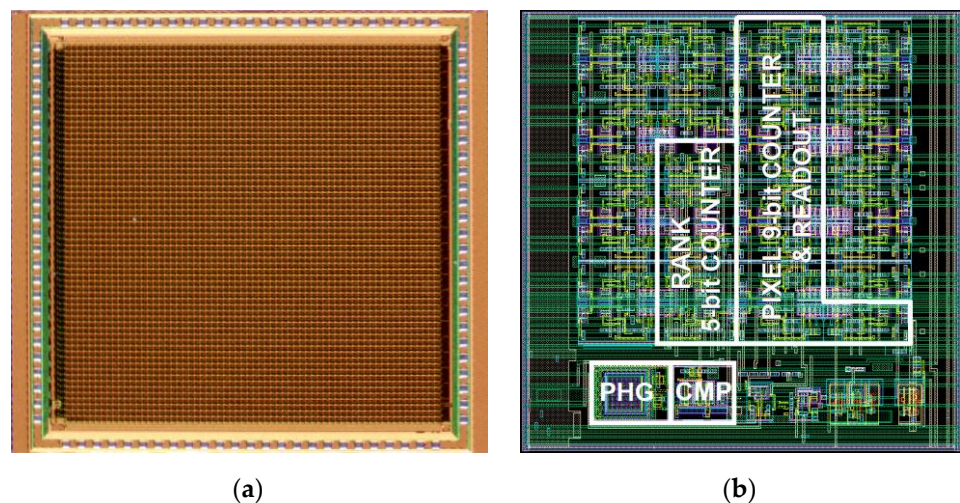 RANK
5-bit COUNTER
PIXEL 9-bit COUNTER
& READOUT
PHG
CMP
(a)
(b)